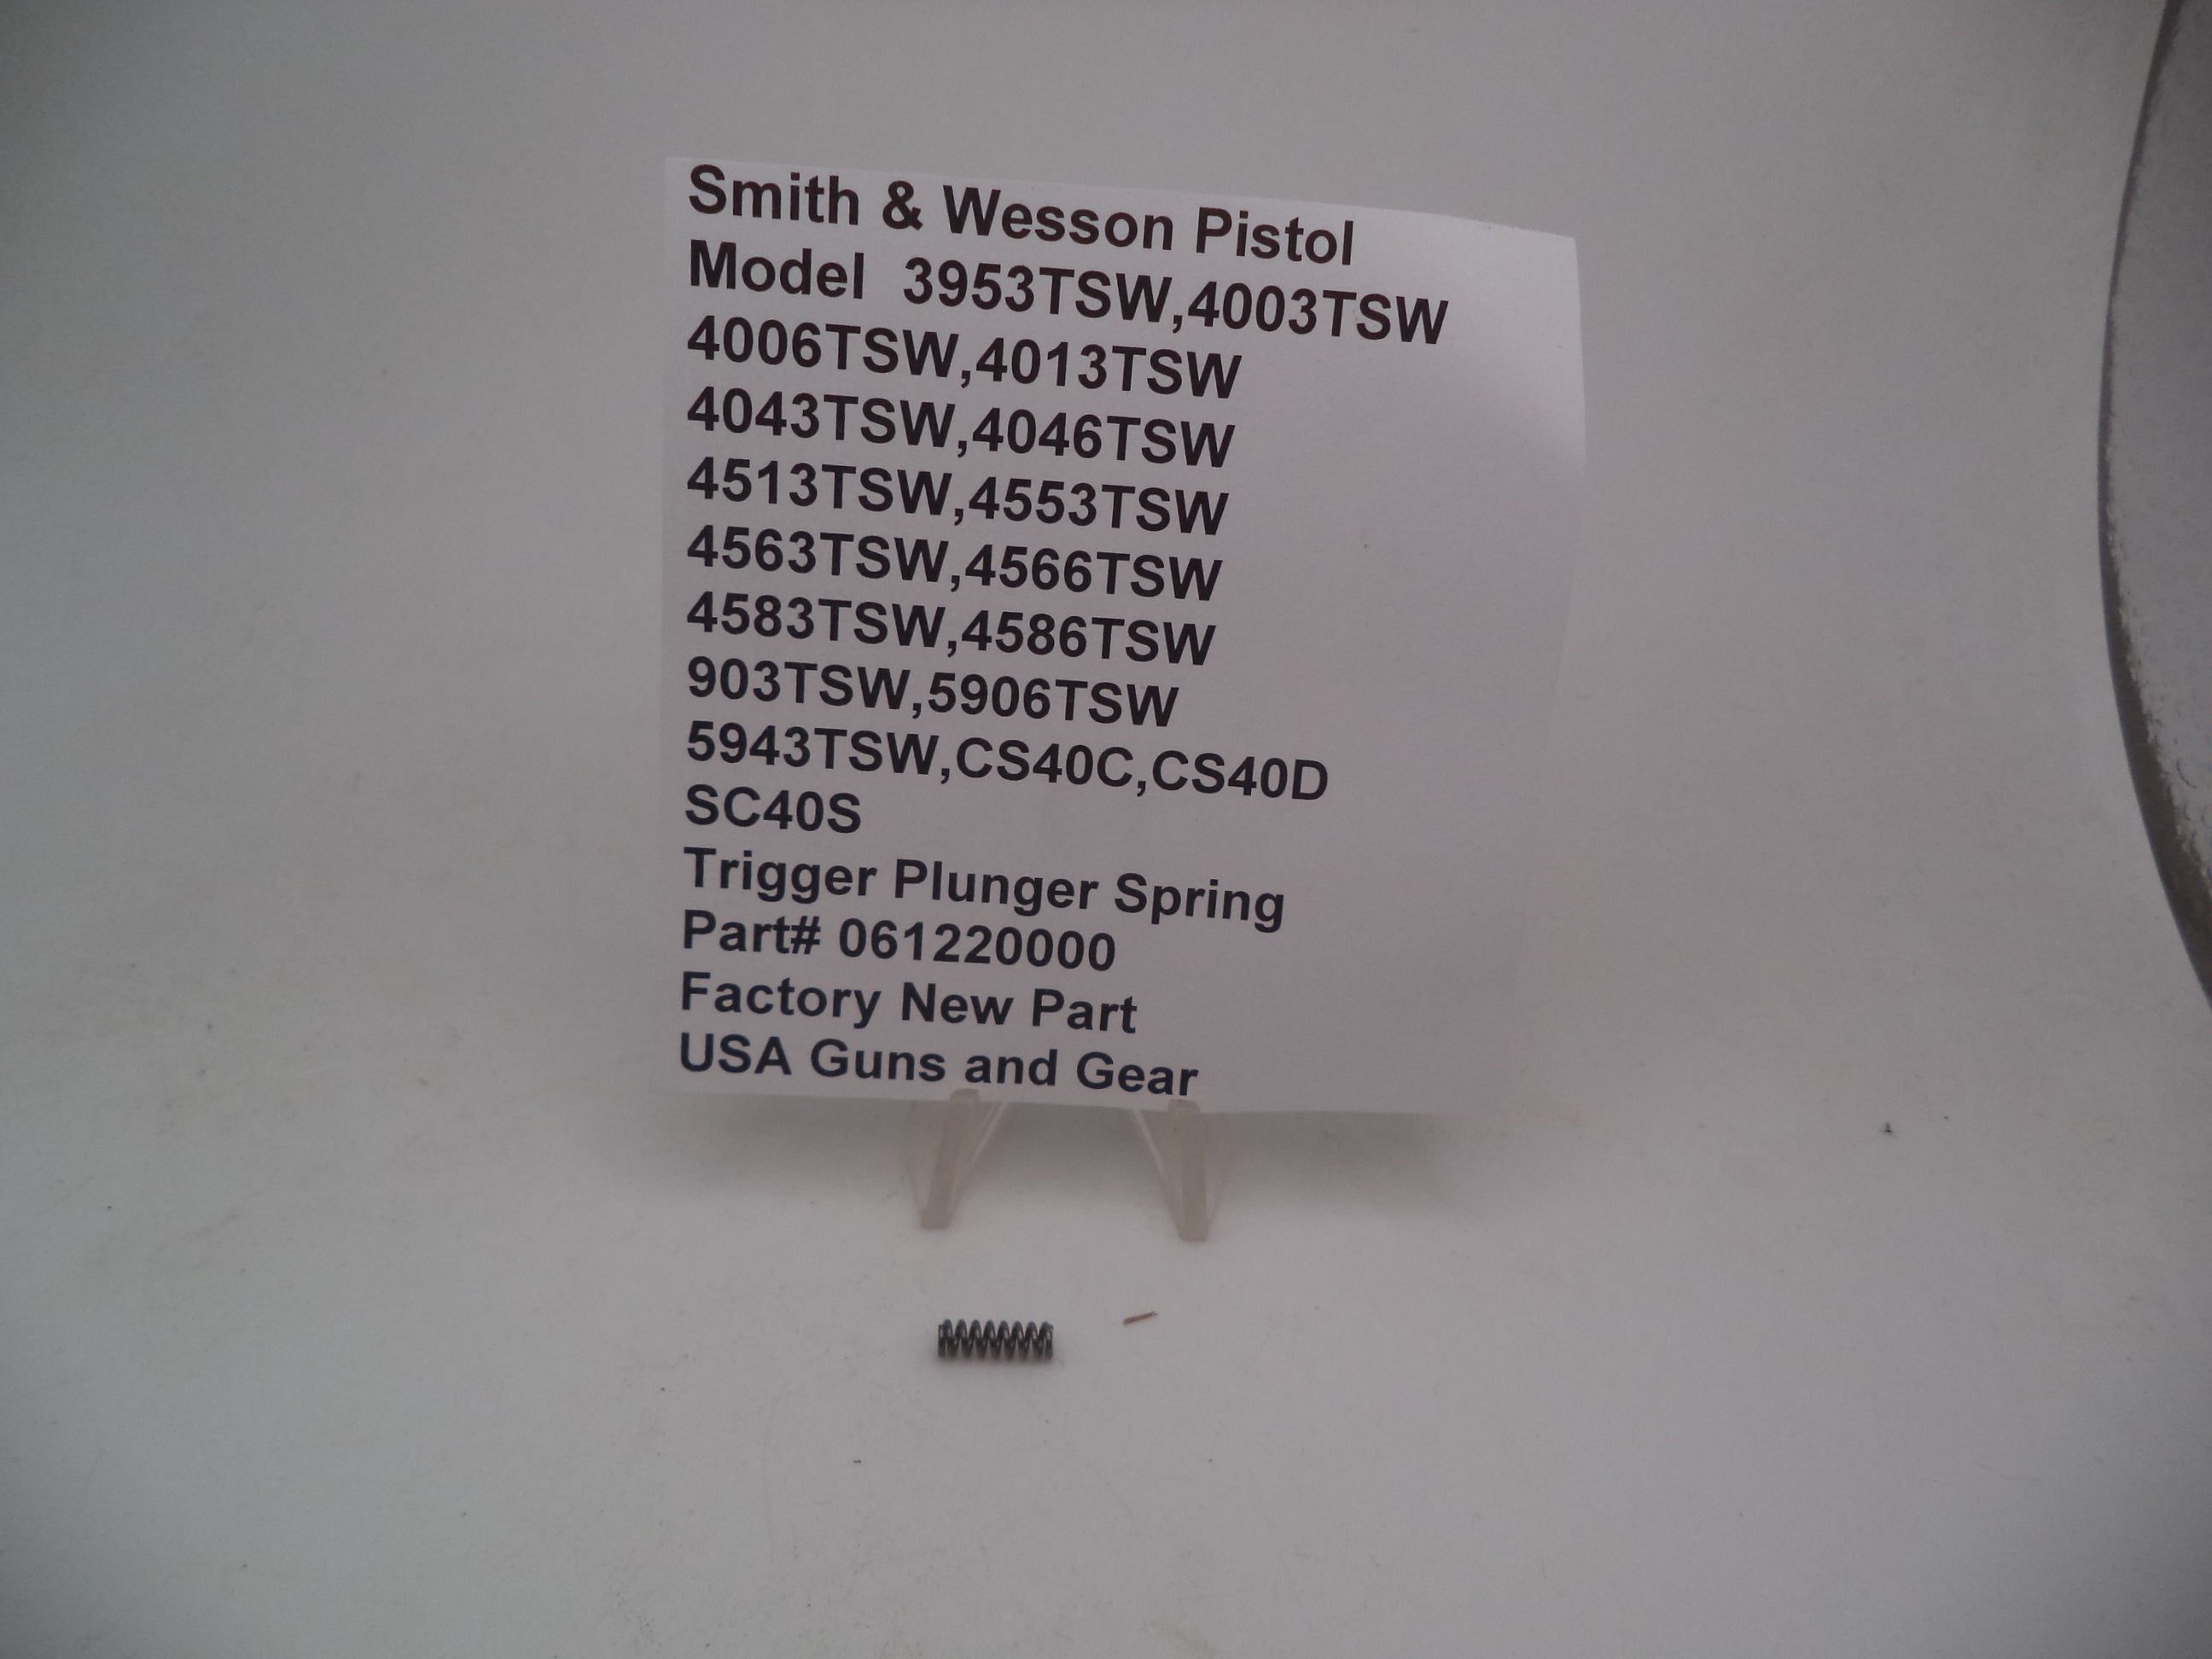 Smith & Wesson Pistol
Model  3953TSW,4003TSW
4006TSW,4013TSW
4043TSW,4046TSW
4513TSW,4553TSW
4563TSW,4566TSW
4583TSW,4586TSW
903TSW,5906TSW
5943TSW,CS40C,CS40D
SC40S
Trigger Plunger Spring
Part# 061220000
Factory New Part
USA Guns and Gear